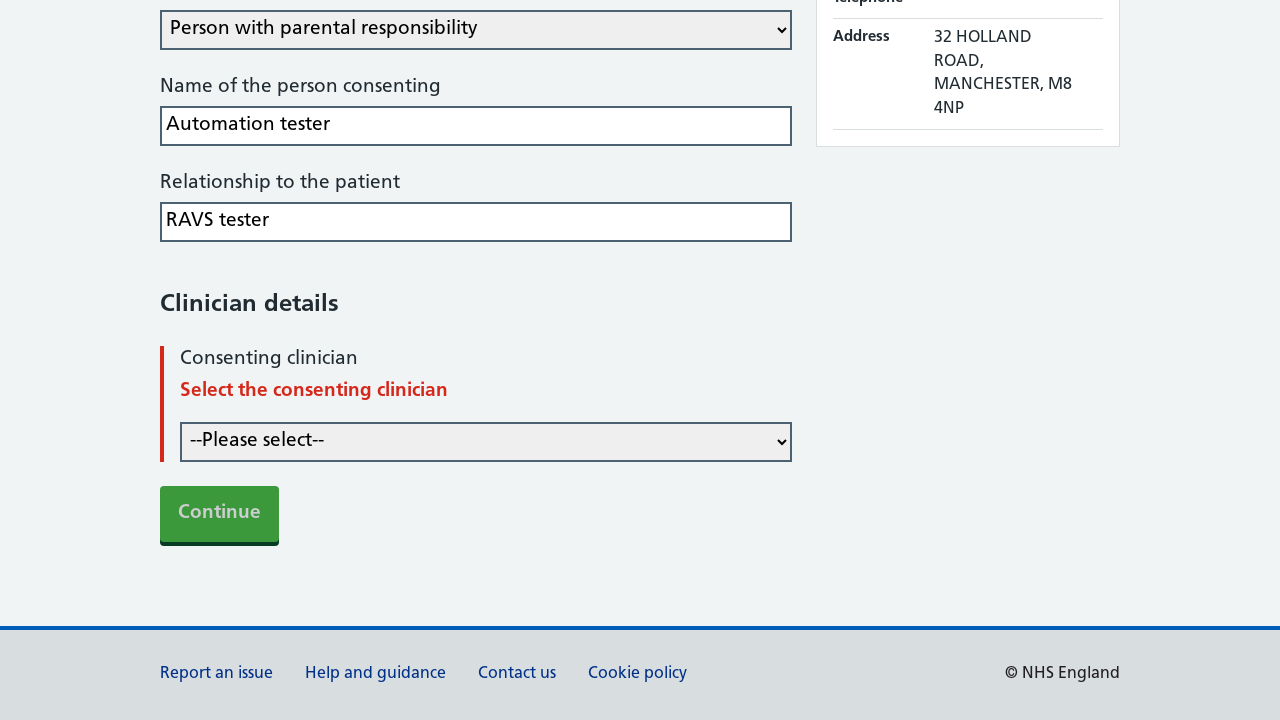 Person with parental responsibility
Name of the person consenting
Automation tester
Relationship to the patient
RAVS tester
Clinician details
Consenting clinician
Select the consenting clinician
--Please select--
Continue
Telephone
Address
32 HOLLAND
ROAD,
MANCHESTER, M8
4NP
Report an issue
Help and guidance
Contact us
Cookie policy
© NHS England